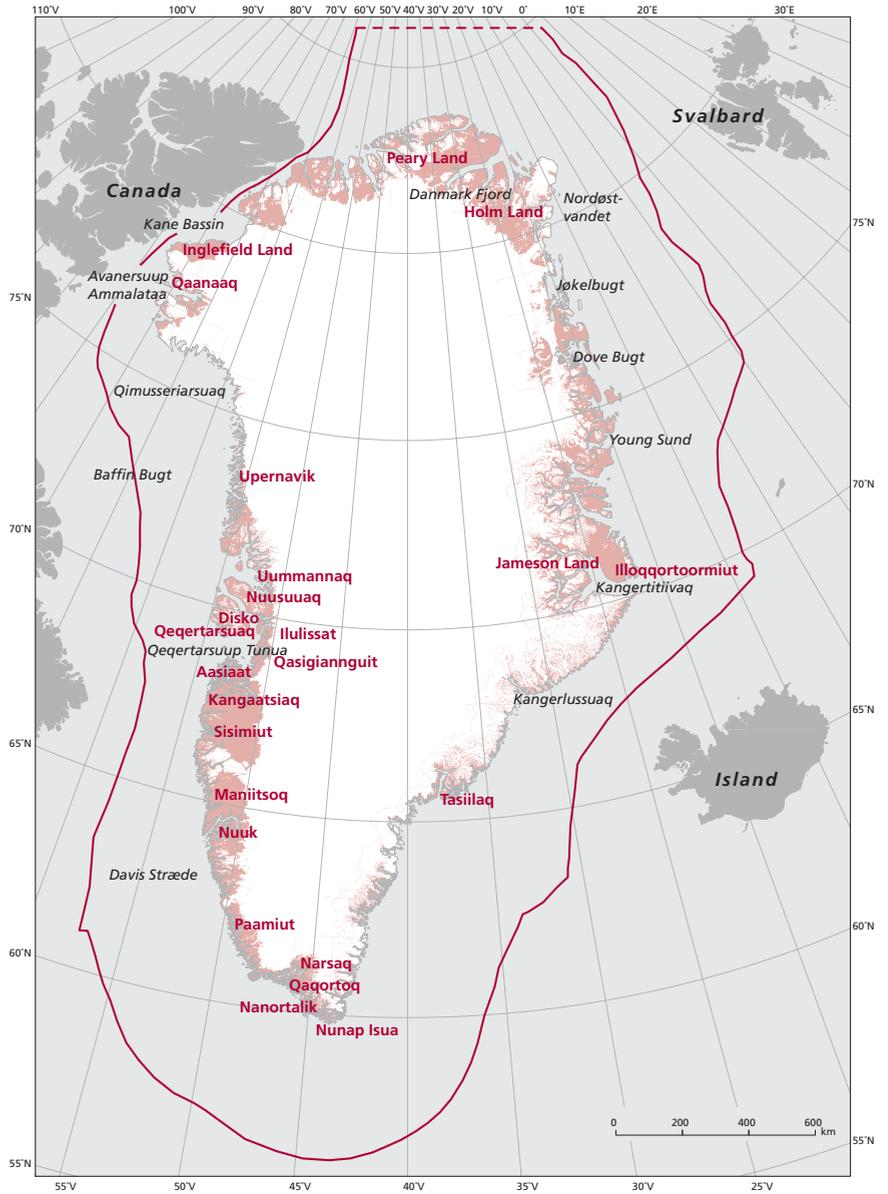 110˚V
100˚V
90˚V
80˚V
70˚V
60˚V
50˚V
40˚V
30˚V
20˚V
10˚V
0˚
10˚E
20˚E
30˚E
Svalbard
Peary Land
Canada
Danmark Fjord
Nordøst-
vandet
Holm Land
Kane Bassin
75˚N
Inglefield Land
Avanersuup
Ammalataa
Qaanaaq
Jøkelbugt
75˚N
Dove Bugt
Qimusseriarsuaq
Young Sund
Baffin Bugt
Upernavik
70˚N
70˚N
Jameson Land
Illoqqortoormiut
Uummannaq
Kangertitiivaq
Nuusuuaq
Disko
Qeqertarsuaq
Ilulissat
Qeqertarsuup Tunua
Qasigiannguit
Aasiaat
Kangaatsiaq
Kangerlussuaq
65˚N
Sisimiut
65˚N
Island
Maniitsoq
Tasiilaq
Nuuk
Davis Stræde
Paamiut
60˚N
60˚N
Narsaq
Qaqortoq
Nanortalik
Nunap Isua
0
200
400
600
km
55˚N
55˚N
55˚V
50˚V
45˚V
40˚V
35˚V
30˚V
25˚V